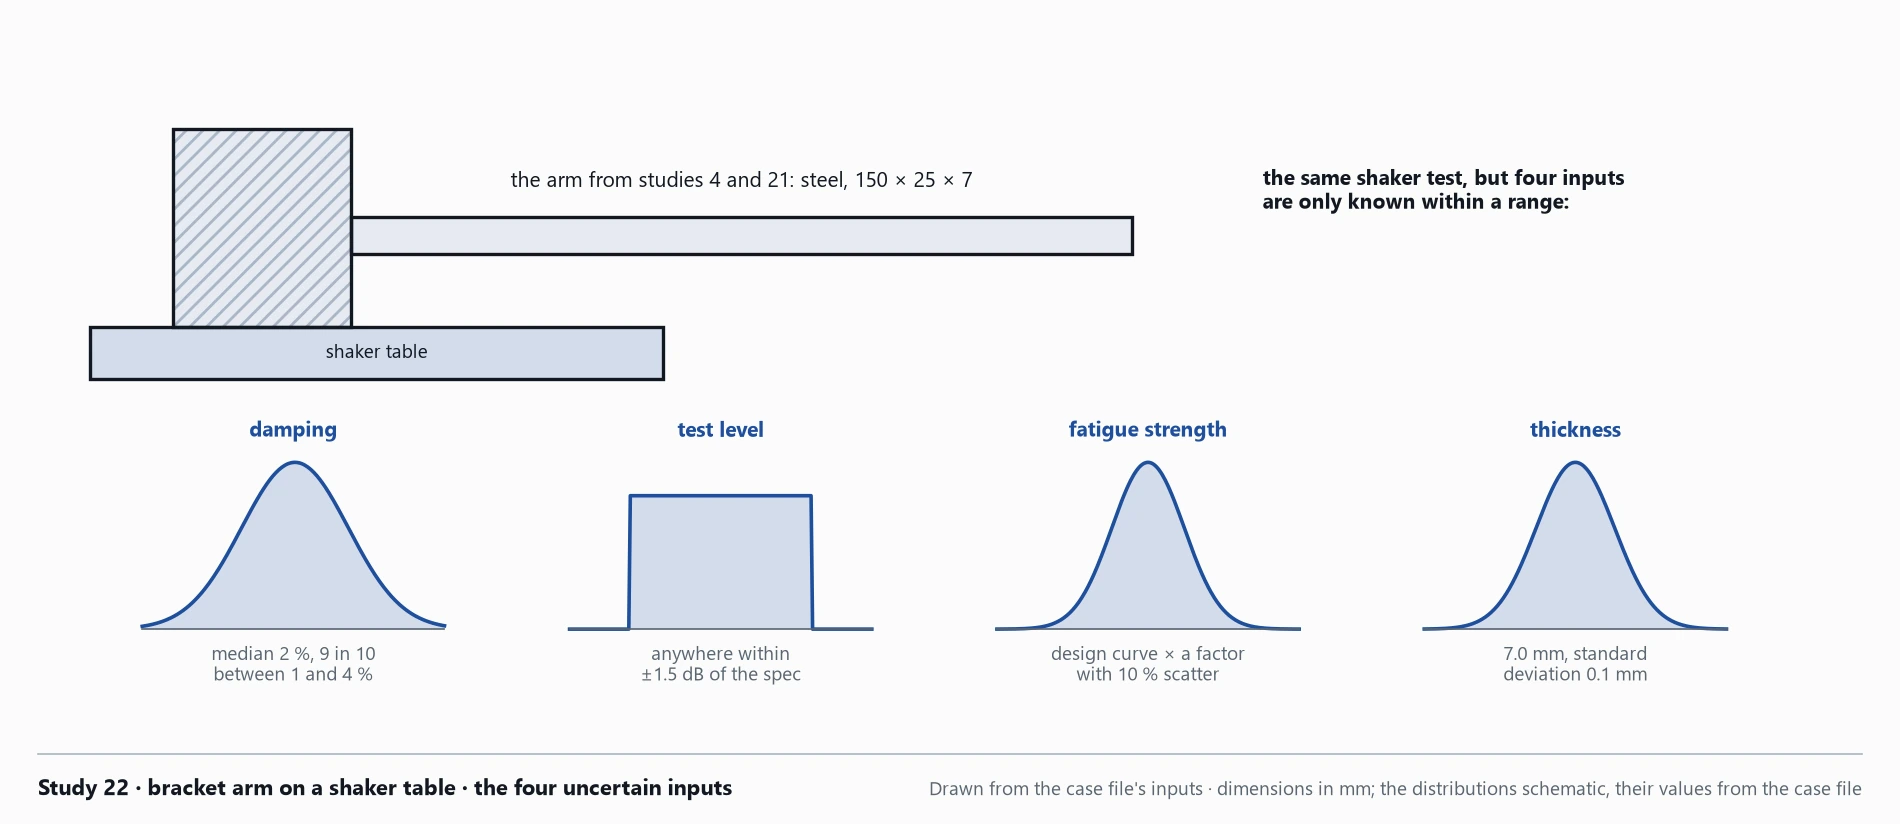 the arm from studies 4 and 21: steel, 150 × 25 × 7
the same shaker test, but four inputs
are only known within a range:
shaker table
damping
test level
fatigue strength
thickness
median 2 %, 9 in 10
between 1 and 4 %
anywhere within
±1.5 dB of the spec
design curve × a factor
with 10 % scatter
7.0 mm, standard
deviation 0.1 mm
Study 22 · bracket arm on a shaker table · the four uncertain inputs
Drawn from the case file's inputs · dimensions in mm; the distributions schematic, their values from the case file